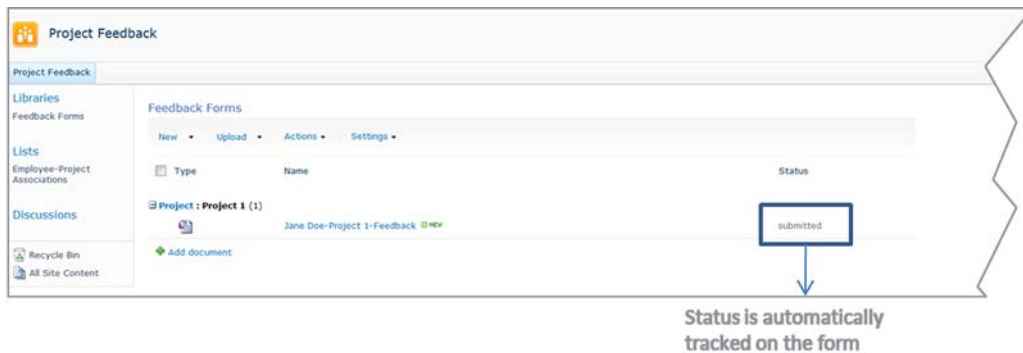 Project Feedback
Project Feedback
Libraries
Feedback Forms
Lists
Employee-Project
Associations
Discussions
Recycle Bin
All Site Content
Feedback Forms
New Upload Actions Settings
Type Name Status
Project : Project 1 (1)
Jane Doe-Project 1-Feedback NEW submitted
Add document
Status is automatically
tracked on the form